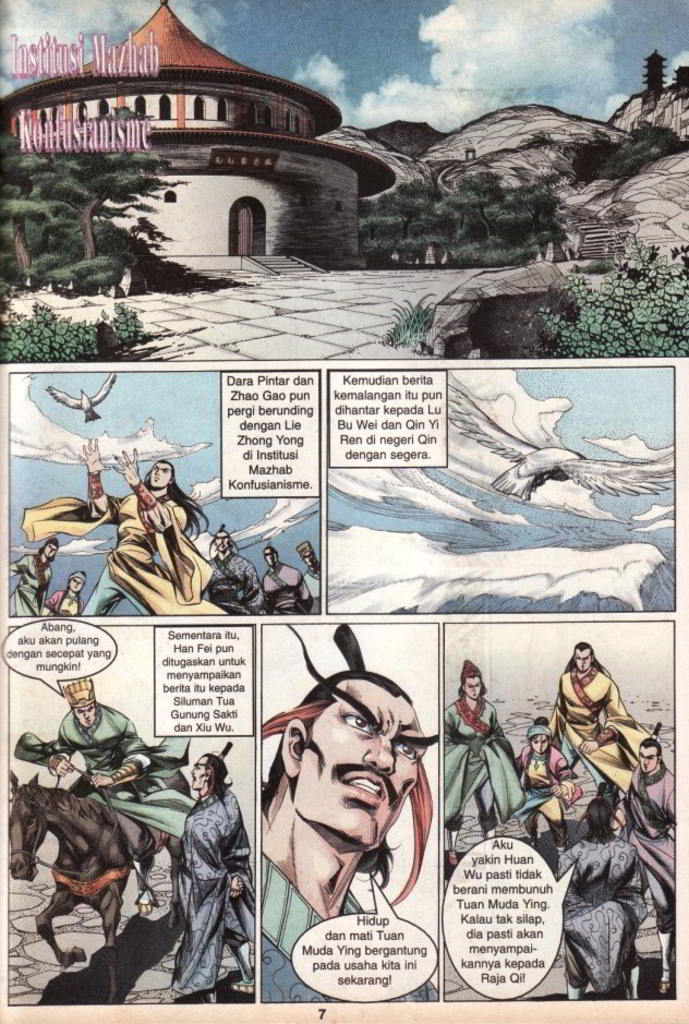 Institusi Mazhab
Konfusianisme
Dara Pintar dan
Zhao Gao pun
pergi berunding
dengan Lie
Zhong Yong
di Institusi
Mazhab
Konfusianisme.
Kemudian berita
kemalangan itu pun
dihantar kepada Lu
Bu Wei dan Qin Yi
Ren di negeri Qin
dengan segera.
Abang,
aku akan pulang
dengan secepat yang
mungkin!
Sementara itu,
Han Fei pun
ditugaskan untuk
menyampaikan
berita itu kepada
Siluman Tua
Gunung Sakti
dan Xiu Wu.
Hidup
dan mati Tuan
Muda Ying bergantung
pada usaha kita ini
sekarang!
Aku
yakin Huan
Wu pasti tidak
berani membunuh
Tuan Muda Ying.
Kalau tak silap,
dia pasti akan
menyampai-
kannya kepada
Raja Qi!
7